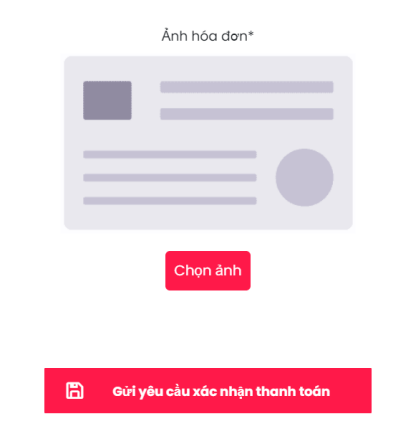 Ảnh hóa đơn*
Chọn ảnh
Gửi yêu cầu xác nhận thanh toán